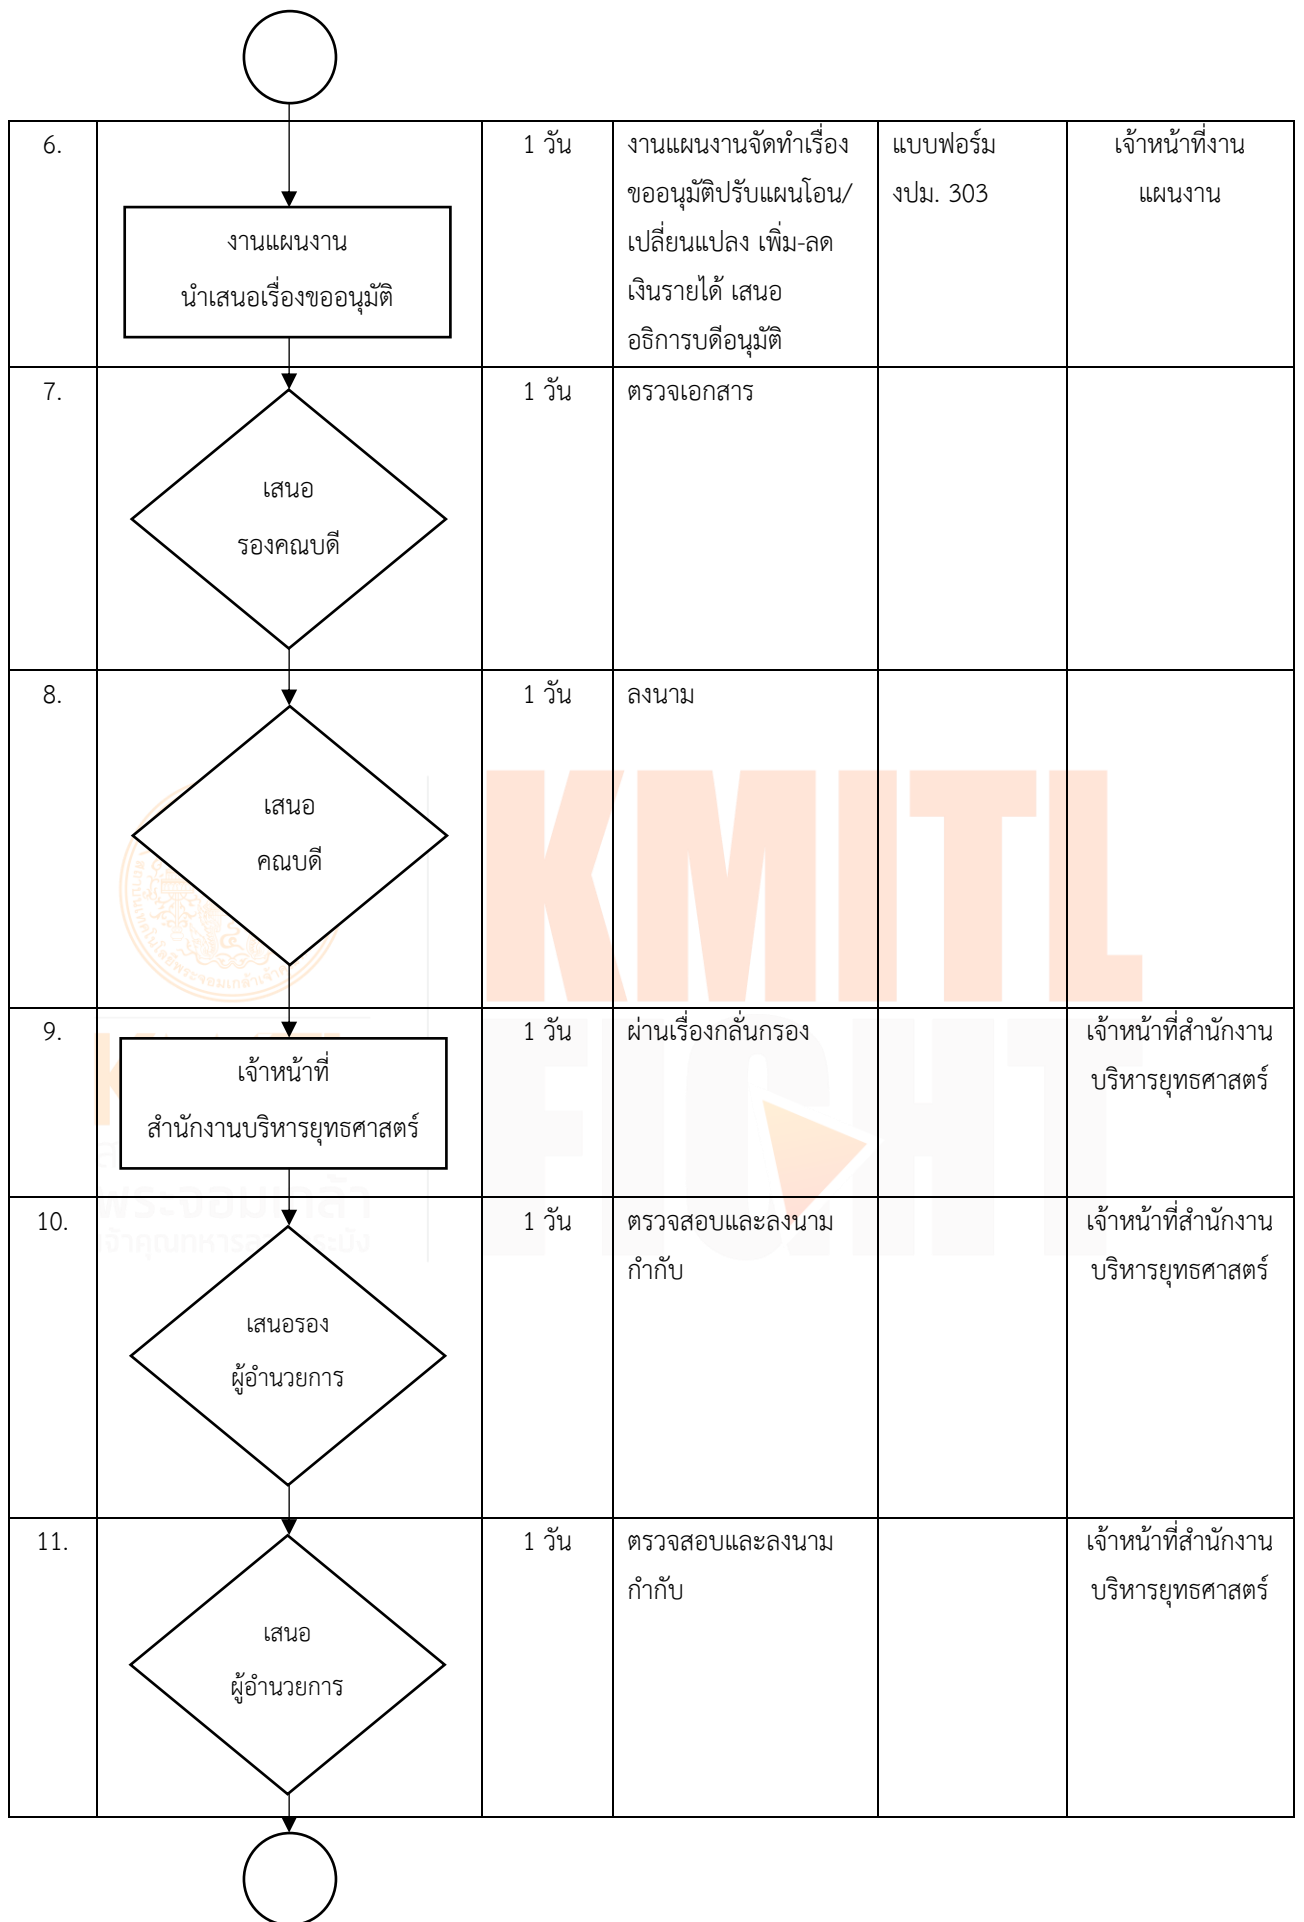 6.
งานแผนงาน
นำเสนอเรื่องขออนุมัติ
1 วัน
งานแผนงานจัดทำเรื่อง
ขออนุมัติปรับแผนโอน/
เปลี่ยนแปลง เพิ่ม-ลด
เงินรายได้ เสนอ
อธิการบดีอนุมัติ
แบบฟอร์ม
งปม. 303
เจ้าหน้าที่งาน
แผนงาน
7.
เสนอ
รองคณบดี
1 วัน
ตรวจเอกสาร
8.
เสนอ
คณบดี
1 วัน
ลงนาม
KMITL
FIGHT
9.
เจ้าหน้าที่
สำนักงานบริหารยุทธศาสตร์
1 วัน
ผ่านเรื่องกลั่นกรอง
เจ้าหน้าที่สำนักงาน
บริหารยุทธศาสตร์
พระจอมเกล้า
10.
เสนอรอง
ผู้อำนวยการ
1 วัน
ตรวจสอบและลงนาม
กำกับ
เจ้าหน้าที่สำนักงาน
บริหารยุทธศาสตร์
11.
เสนอ
ผู้อำนวยการ
1 วัน
ตรวจสอบและลงนาม
กำกับ
เจ้าหน้าที่สำนักงาน
บริหารยุทธศาสตร์